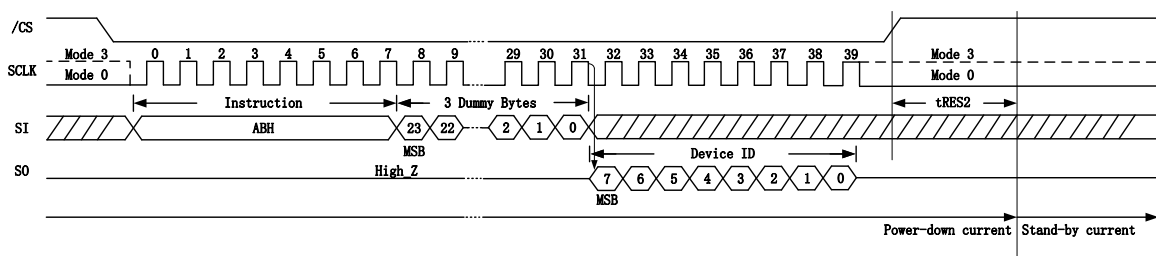 /CS
Mode 3 0 1 2 3 4 5 6 7 8 9 29 30 31 32 33 34 35 36 37 38 39 Mode 3
SCLK Mode 0 Mode 0
Instruction 3 Dummy Bytes tRES2
SI ABH 23 22 2 1 0
MSB Device ID
SO High_Z 7 6 5 4 3 2 1 0
MSB
Power-down current Stand-by current